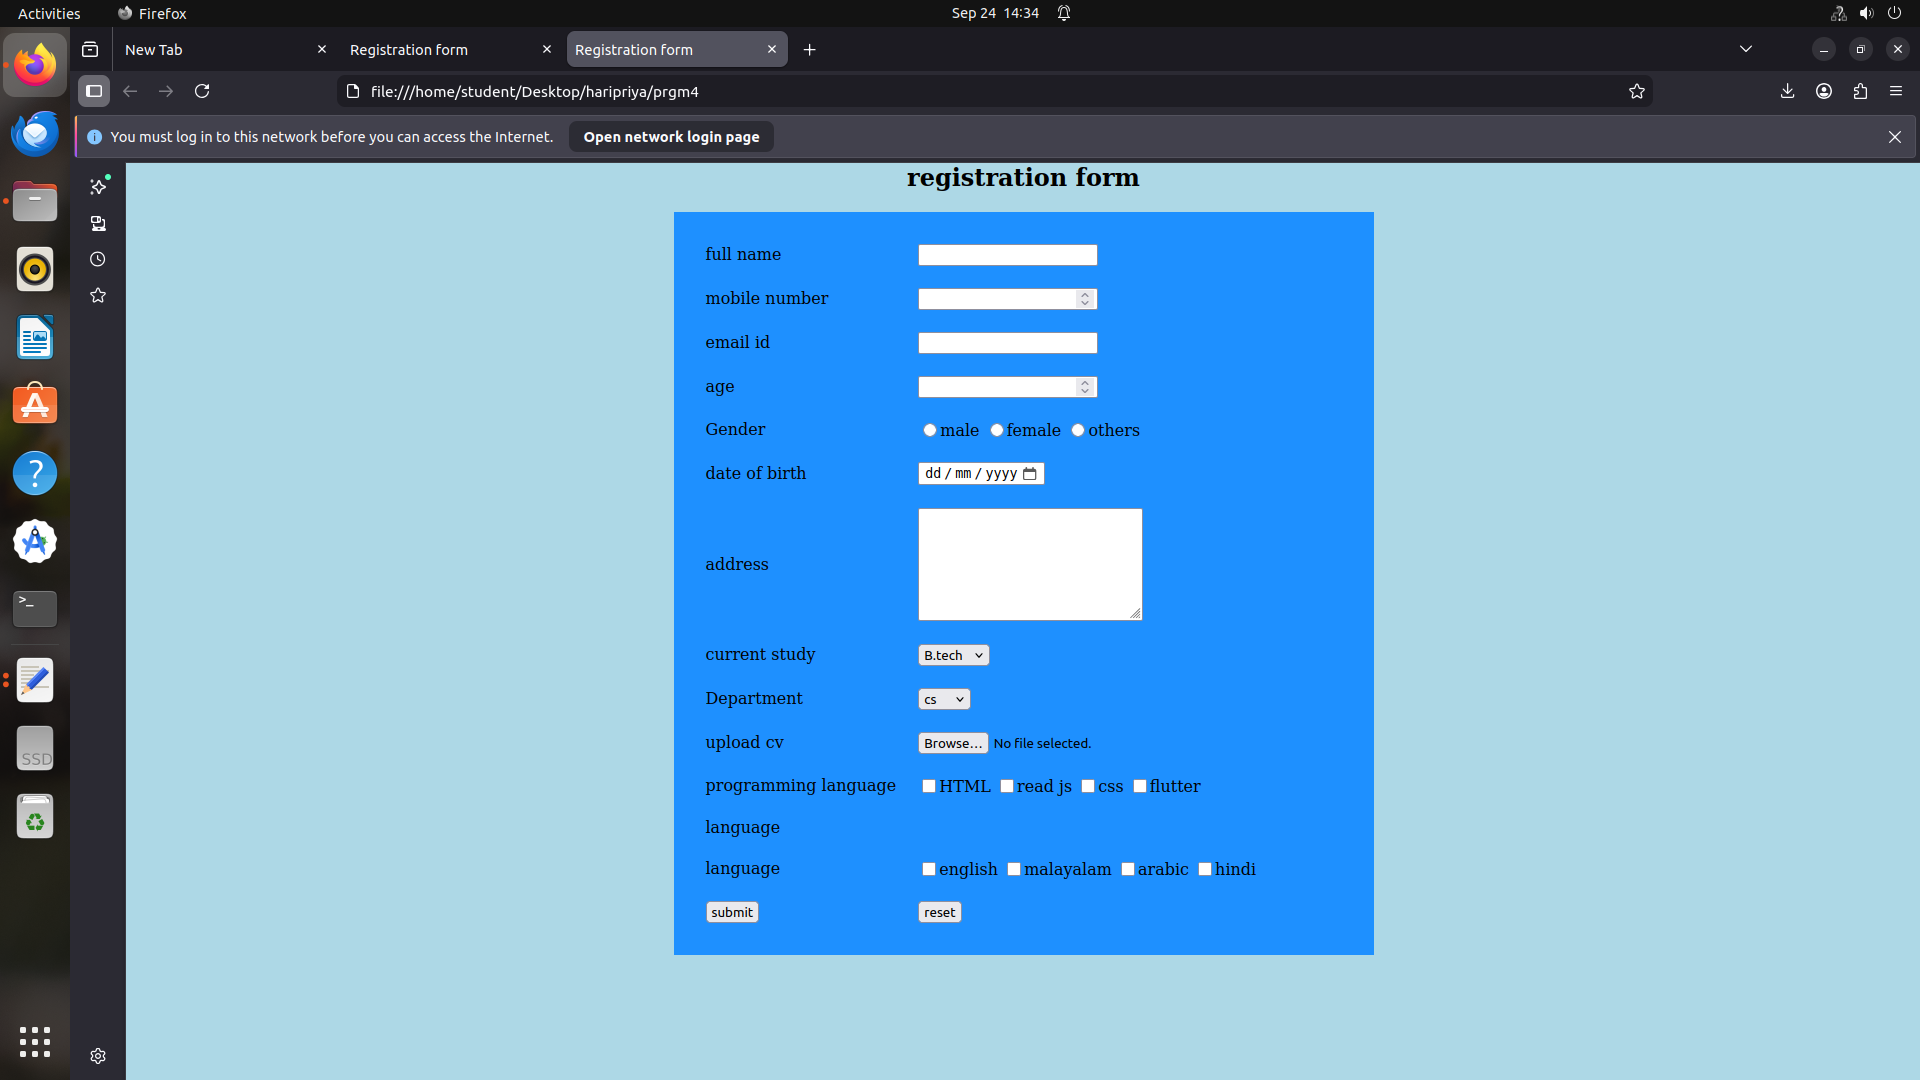 Activities Firefox Sep 24 14:34
New Tab Registration form Registration form
file:///home/student/Desktop/haripriya/prgm4
You must log in to this network before you can access the Internet. Open network login page
registration form
full name
mobile number
email id
age
Gender male female others
date of birth dd / mm / yyyy
address
current study B.tech
Department cs
upload cv Browse... No file selected.
programming language HTML read js css flutter
language
language english malayalam arabic hindi
submit reset
>_
SSD